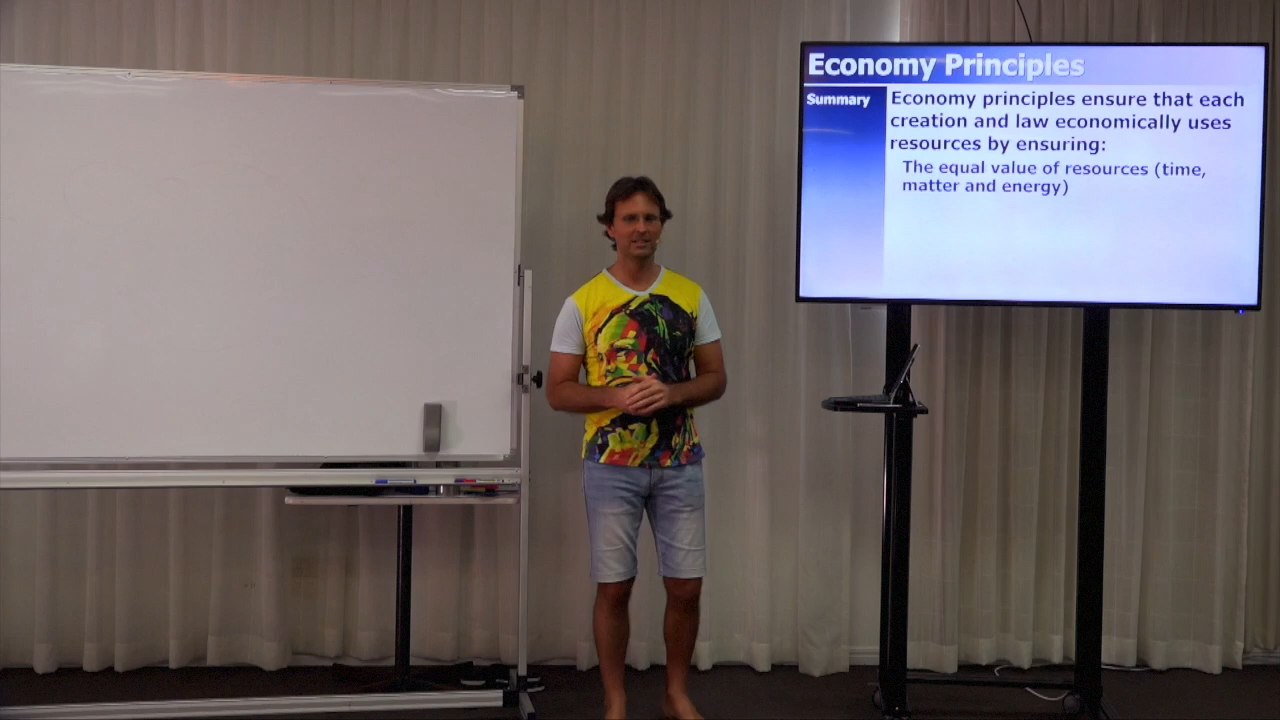 Economy Principles
Summary
Economy principles ensure that each
creation and law economically uses
resources by ensuring:
The equal value of resources (time,
matter and energy)